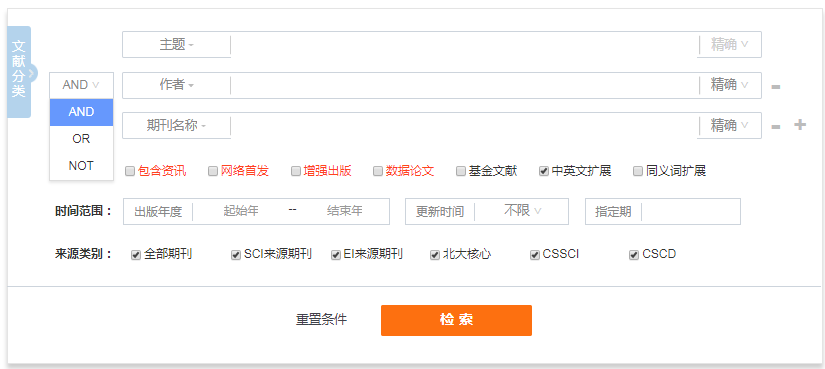 文献分类
主题 精确
AND 作者 精确
AND
OR
NOT
期刊名称 精确
包含资讯 网络首发 增强出版 数据论文 基金文献 中英文扩展 同义词扩展
时间范围： 出版年度 起始年 -- 结束年 更新时间 不限 指定期
来源类别： 全部期刊 SCI来源期刊 EI来源期刊 北大核心 CSSCI CSCD
重置条件 检索